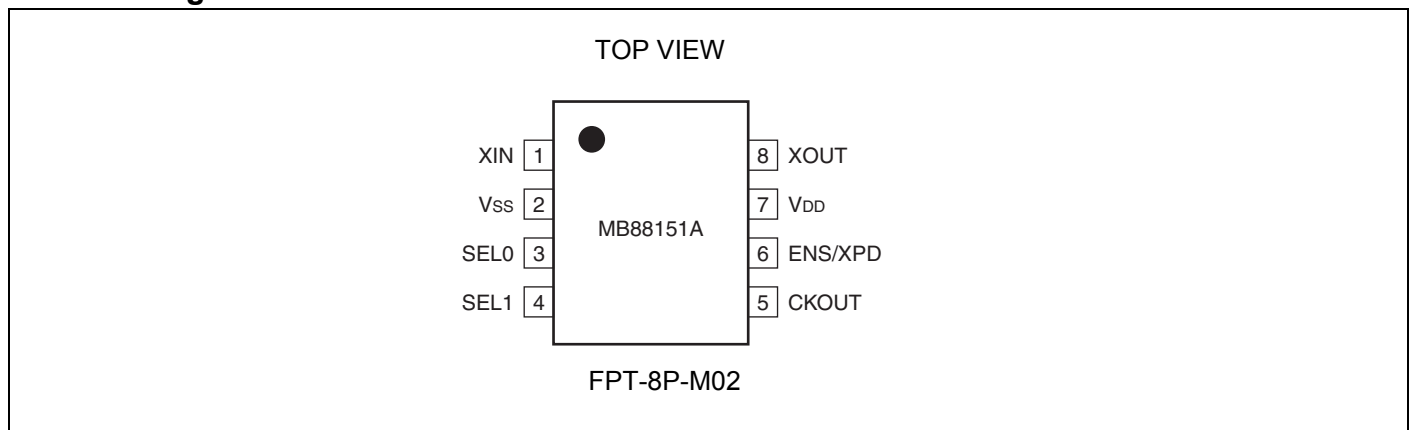 TOP VIEW
XIN 1
8 XOUT
Vss 2
7 VDD
MB88151A
SEL0 3
6 ENS/XPD
SEL1 4
5 CKOUT
FPT-8P-M02